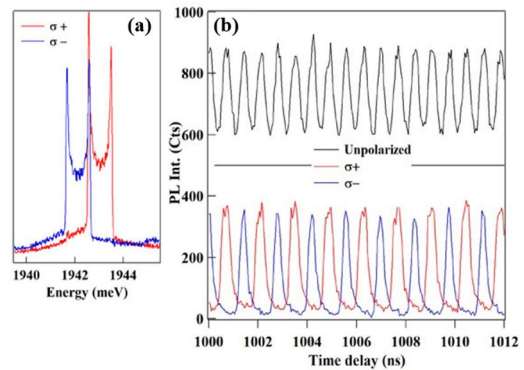 (a)
σ +
σ −
1940 1942 1944
Energy (meV)
(b)
1000
800
600
400
200
0
PL Int. (Cts)
Unpolarized
σ+
σ−
1000 1002 1004 1006 1008 1010 1012
Time delay (ns)